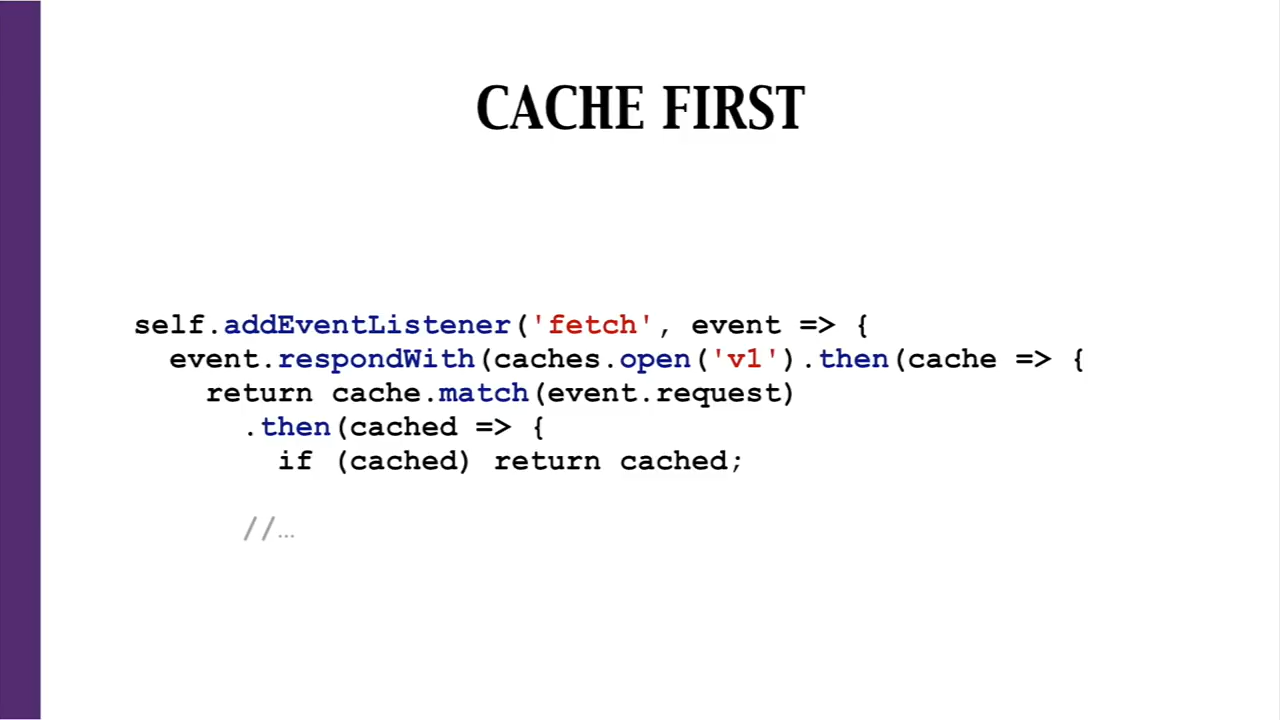 CACHE FIRST
self.addEventListener('fetch', event => {
  event.respondWith(caches.open('v1').then(cache => {
    return cache.match(event.request)
      .then(cached => {
        if (cached) return cached;
      //…